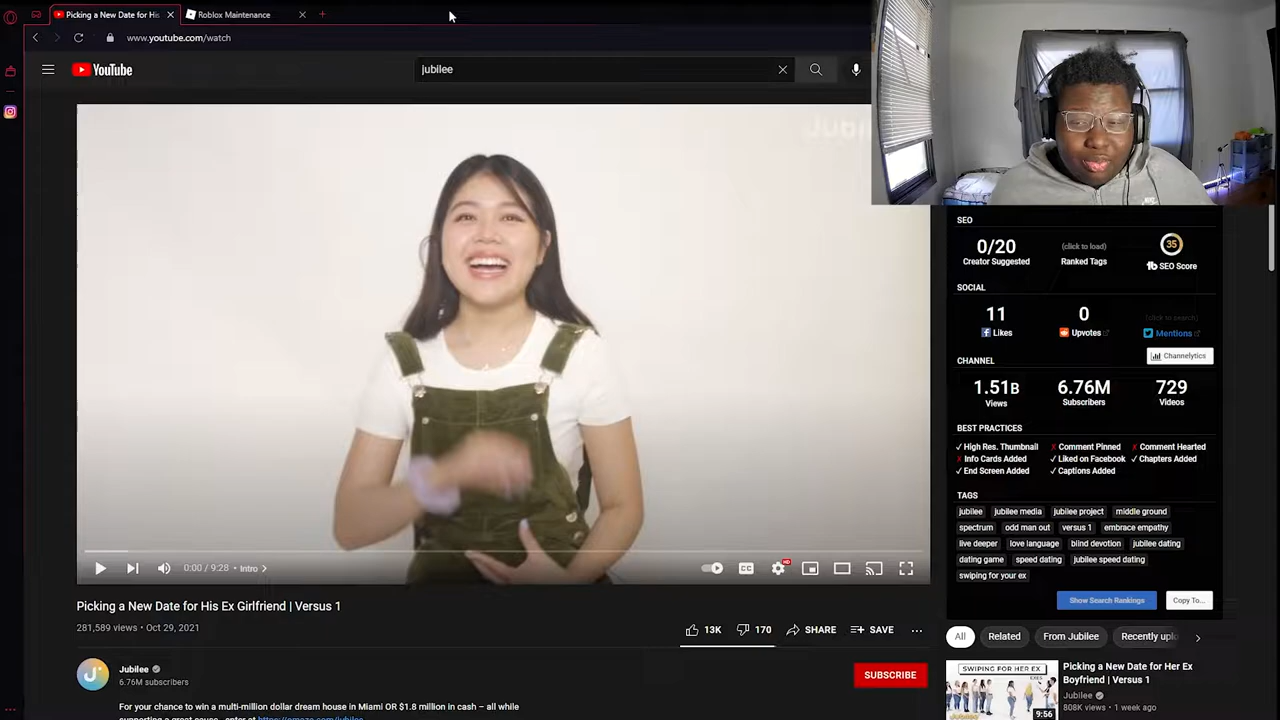 Picking a New Date for His
Roblox Maintenance
www.youtube.com/watch
YouTube
jubilee
SEO
0/20
Creator Suggested
(click to load)
Ranked Tags
35
SEO Score
SOCIAL
11
Likes
0
Upvotes
(click to search)
Mentions
Channelytics
CHANNEL
1.51B
Views
6.76M
Subscribers
729
Videos
BEST PRACTICES
✓ High Res. Thumbnail ✗ Comment Pinned ✗ Comment Hearted
✗ Info Cards Added ✓ Liked on Facebook ✓ Chapters Added
✓ End Screen Added ✓ Captions Added
TAGS
jubilee jubilee media jubilee project middle ground
spectrum odd man out versus 1 embrace empathy
live deeper love language blind devotion jubilee dating
dating game speed dating jubilee speed dating
swiping for your ex
Show Search Rankings Copy To...
0:00 / 9:28 • Intro
CC
HD
Picking a New Date for His Ex Girlfriend | Versus 1
281,589 views • Oct 29, 2021
13K 170 SHARE SAVE
All Related From Jubilee Recently uplo
Jubilee
6.76M subscribers
SUBSCRIBE
For your chance to win a multi-million dollar dream house in Miami OR $1.8 million in cash – all while
SWIPING FOR HER EX
9:56
Picking a New Date for Her Ex
Boyfriend | Versus 1
Jubilee
808K views • 1 week ago